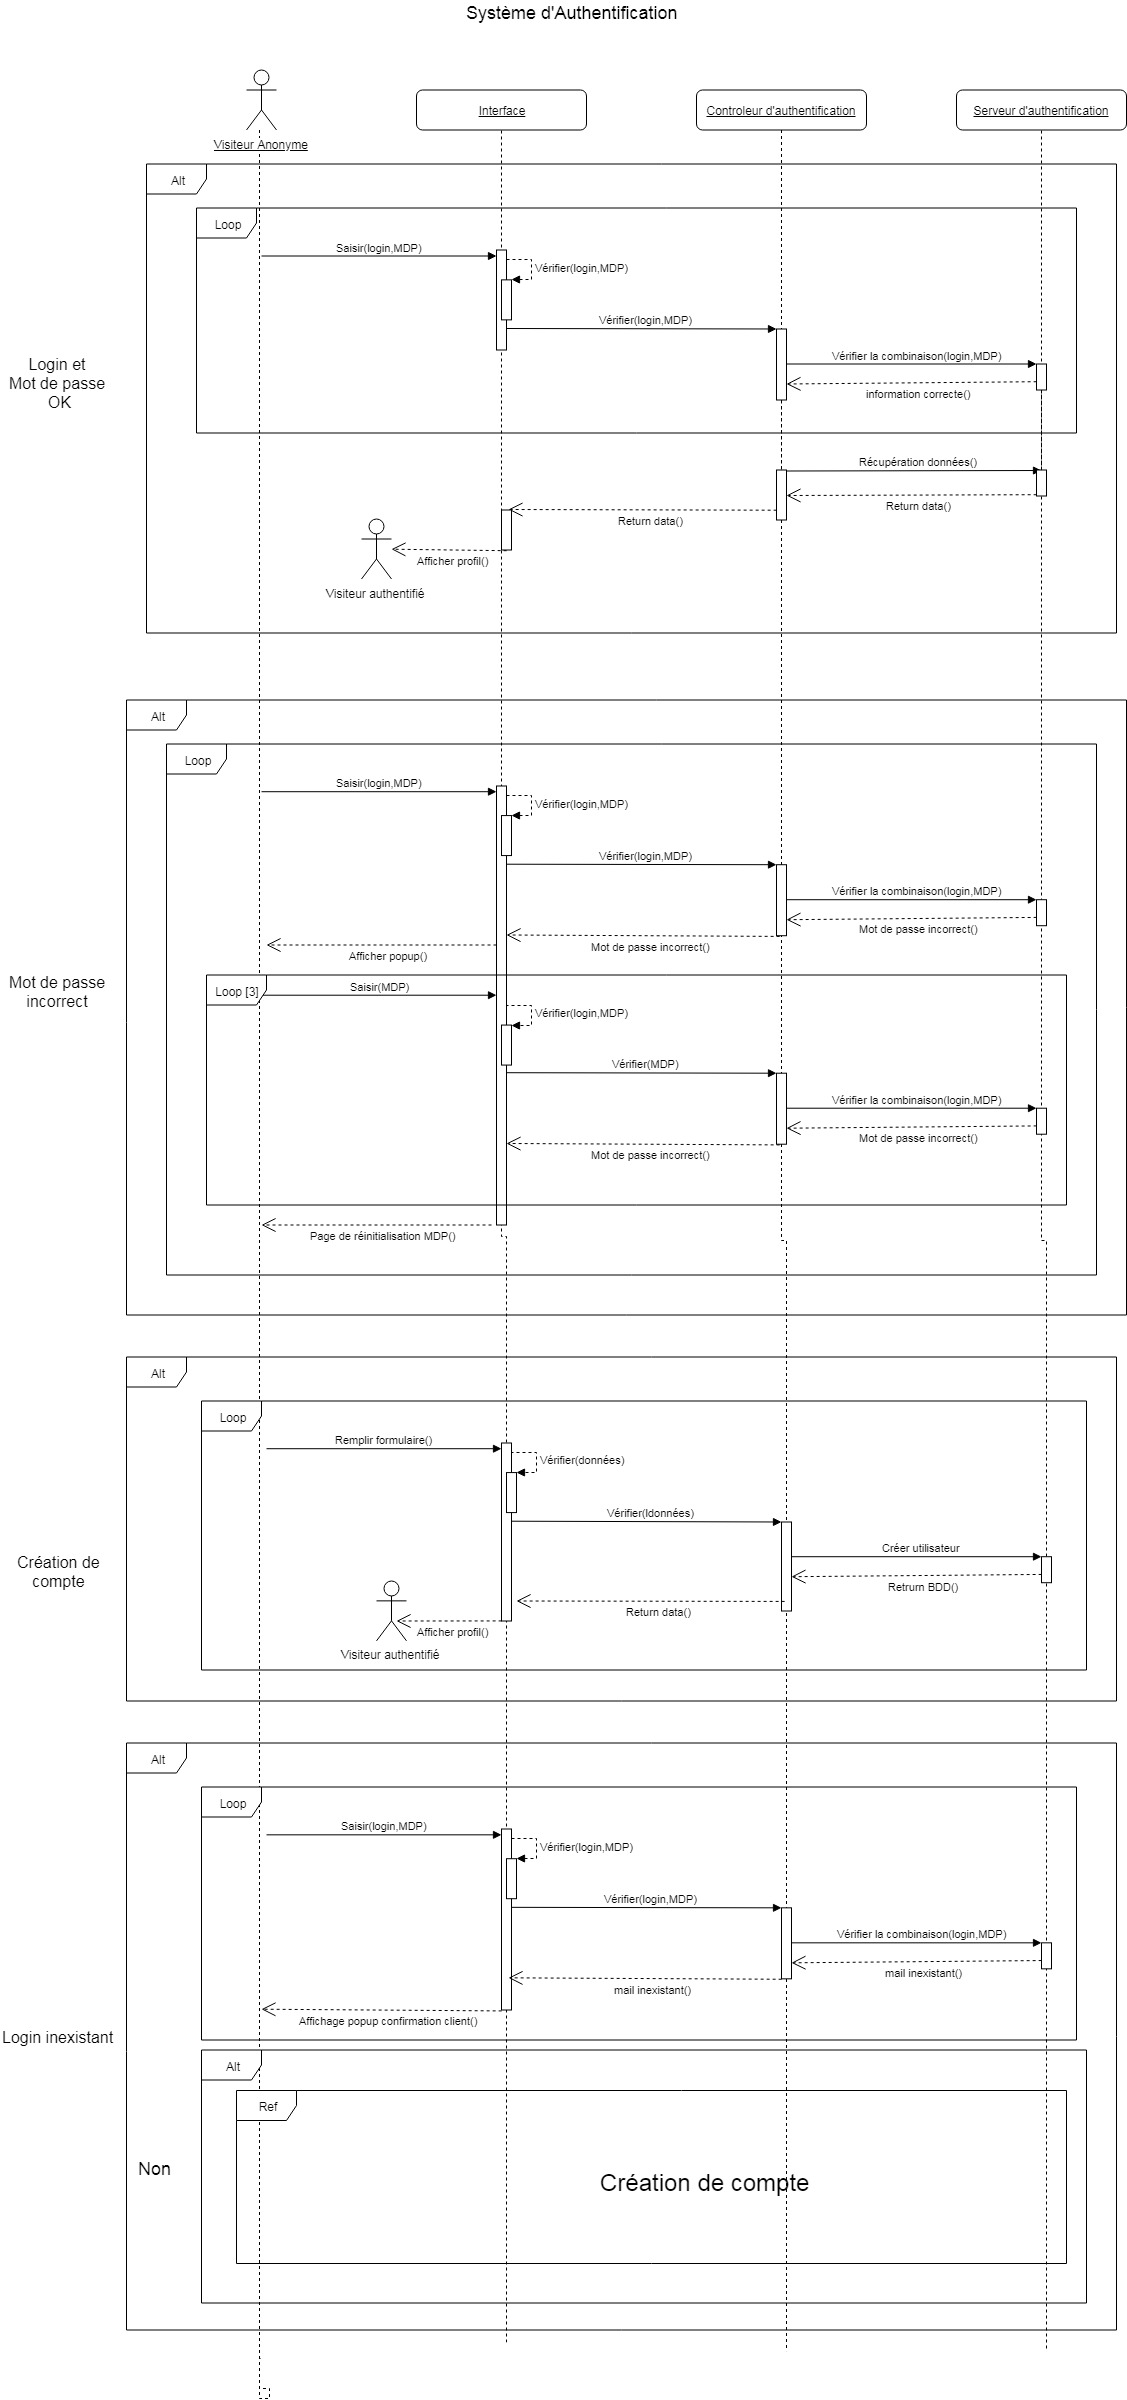 Système d'Authentification
Visiteur Anonyme
Interface
Controleur d'authentification
Serveur d'authentification
Alt
Loop
Saisir(login,MDP)
Vérifier(login,MDP)
Vérifier(login,MDP)
Vérifier la combinaison(login,MDP)
information correcte()
Login et
Mot de passe
OK
Récupération données()
Return data()
Return data()
Afficher profil()
Visiteur authentifié
Alt
Loop
Saisir(login,MDP)
Vérifier(login,MDP)
Vérifier(login,MDP)
Vérifier la combinaison(login,MDP)
Mot de passe incorrect()
Mot de passe incorrect()
Afficher popup()
Mot de passe
incorrect
Loop [3]
Saisir(MDP)
Vérifier(login,MDP)
Vérifier(MDP)
Vérifier la combinaison(login,MDP)
Mot de passe incorrect()
Mot de passe incorrect()
Page de réinitialisation MDP()
Alt
Loop
Remplir formulaire()
Vérifier(données)
Vérifier(ldonnées)
Créer utilisateur
Retrurn BDD()
Création de
compte
Return data()
Afficher profil()
Visiteur authentifié
Alt
Loop
Saisir(login,MDP)
Vérifier(login,MDP)
Vérifier(login,MDP)
Vérifier la combinaison(login,MDP)
mail inexistant()
mail inexistant()
Affichage popup confirmation client()
Login inexistant
Alt
Ref
Non
Création de compte